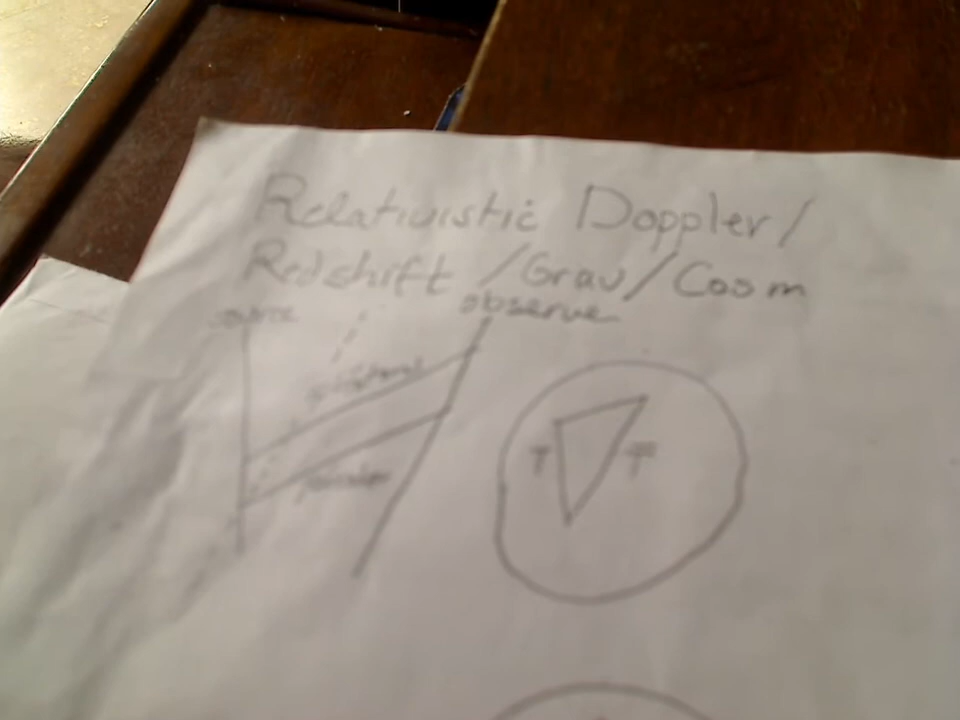 Relativistic Doppler/
Redshift /Grav/Cosm
observe
T T